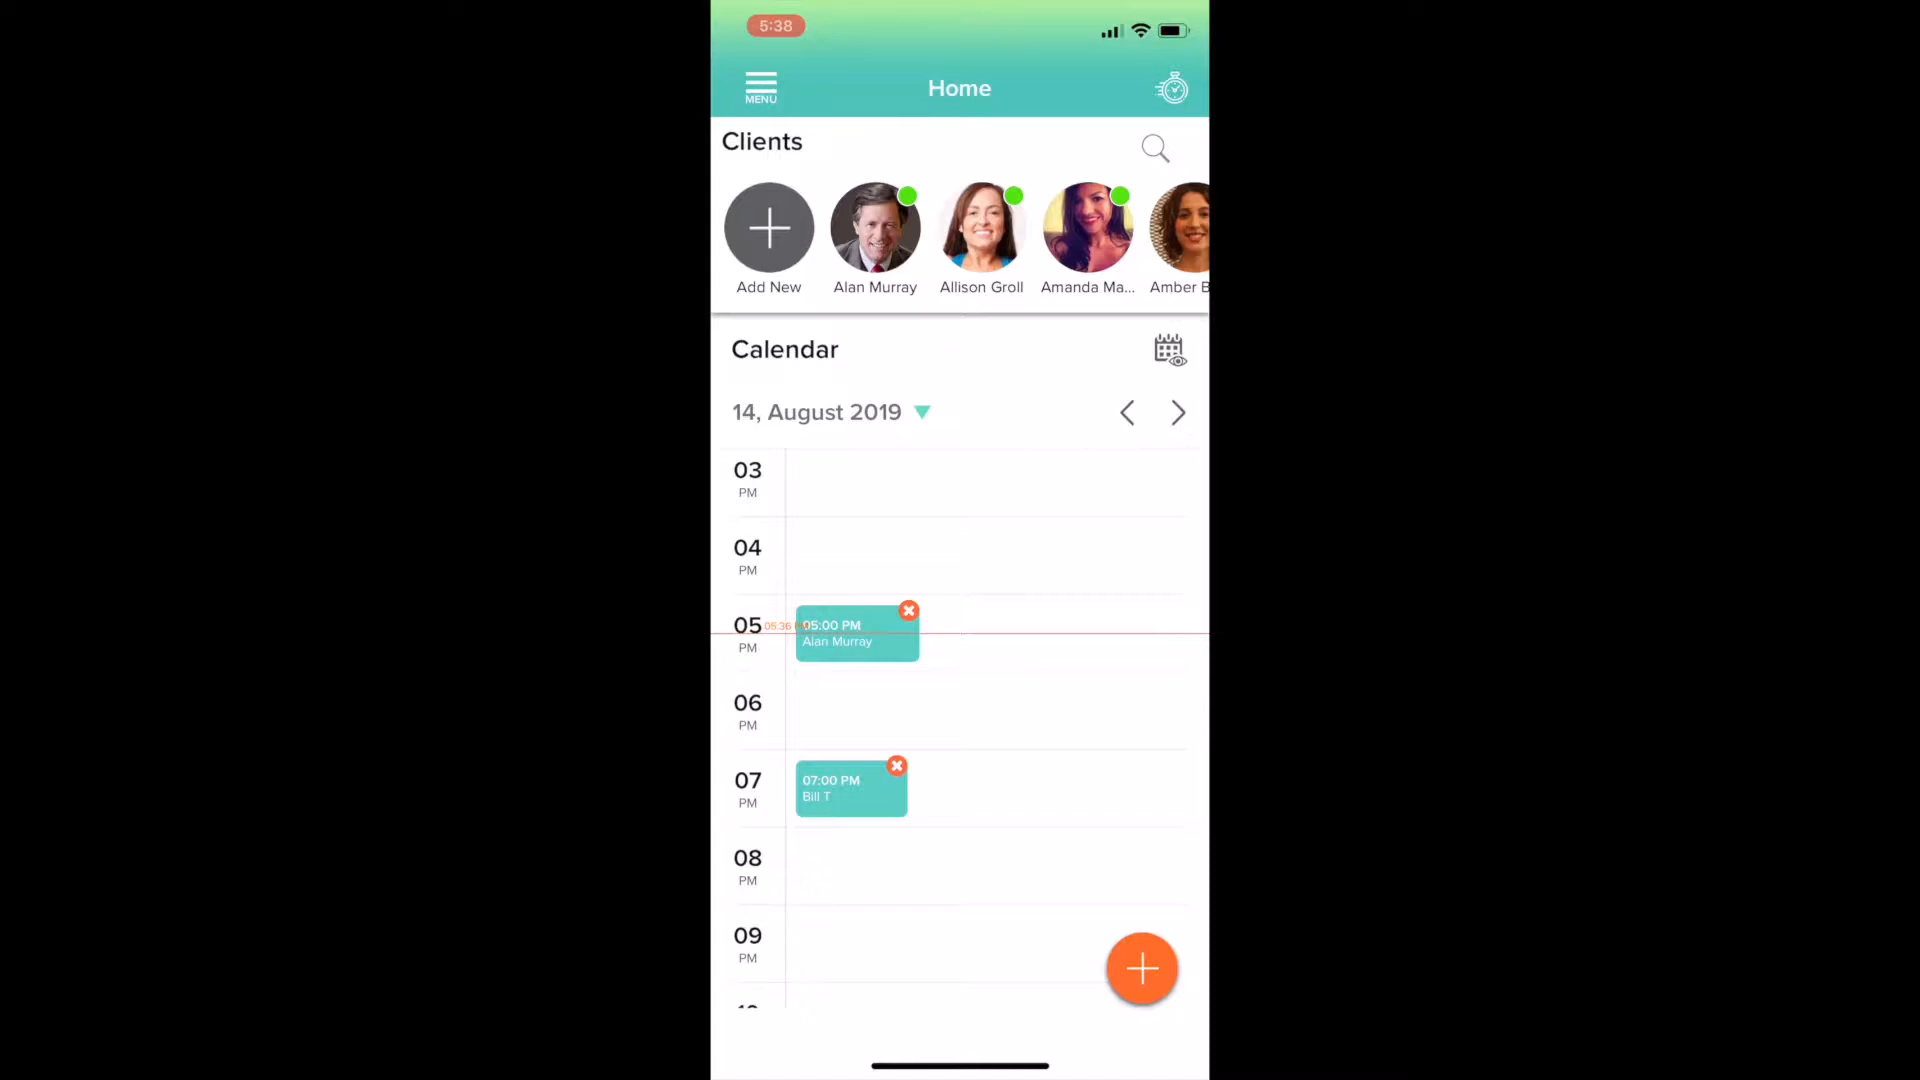 5:38
MENU
Home
Clients
Add New
Alan Murray
Allison Groll
Amanda Ma...
Amber B
Calendar
14, August 2019
03
PM
04
PM
05
PM
05:36
05:00 PM
Alan Murray
06
PM
07
PM
07:00 PM
Bill T
08
PM
09
PM